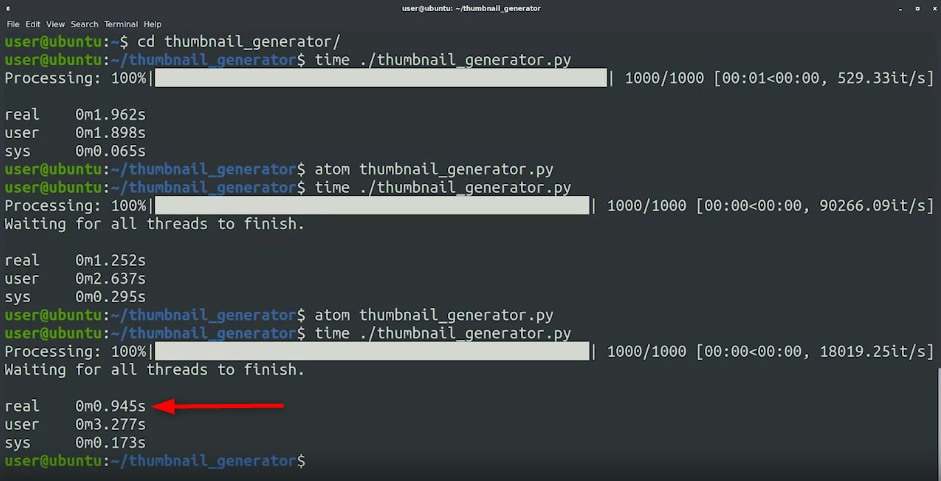 user@ubuntu: ~/thumbnail_generator
File Edit View Search Terminal Help
user@ubuntu:~$ cd thumbnail_generator/
user@ubuntu:~/thumbnail_generator$ time ./thumbnail_generator.py
Processing: 100%| | 1000/1000 [00:01<00:00, 529.33it/s]
real 0m1.962s
user 0m1.898s
sys 0m0.065s
user@ubuntu:~/thumbnail_generator$ atom thumbnail_generator.py
user@ubuntu:~/thumbnail_generator$ time ./thumbnail_generator.py
Processing: 100%| | 1000/1000 [00:00<00:00, 90266.09it/s]
Waiting for all threads to finish.
real 0m1.252s
user 0m2.637s
sys 0m0.295s
user@ubuntu:~/thumbnail_generator$ atom thumbnail_generator.py
user@ubuntu:~/thumbnail_generator$ time ./thumbnail_generator.py
Processing: 100%| | 1000/1000 [00:00<00:00, 18019.25it/s]
Waiting for all threads to finish.
real 0m0.945s
user 0m3.277s
sys 0m0.173s
user@ubuntu:~/thumbnail_generator$